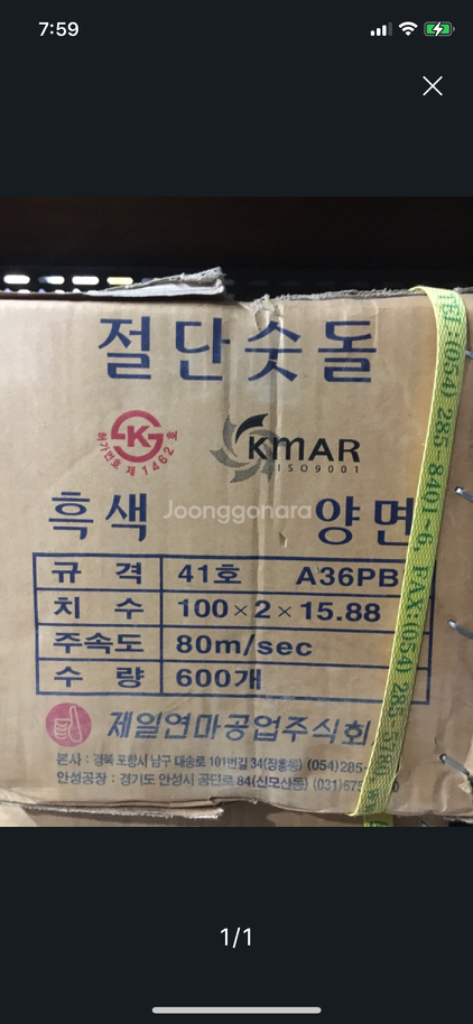 7:59
절단숫돌
허가번호 제 1462 호
KMAR
ISO9001
흑색 Joonggonara 양면
규 격 41호 A36PB
치 수 100×2×15.88
주속도 80m/sec
수 량 600개
제일연마공업주식회
본사 : 경북 포항시 남구 대송로 101번길 34(장흥동) (054)285-
안성공장 : 경기도 안성시 공단로 84(신모산동) (031)675
TEL:(054) 285-8401~6, FAX:(054) 285-3780
1/1